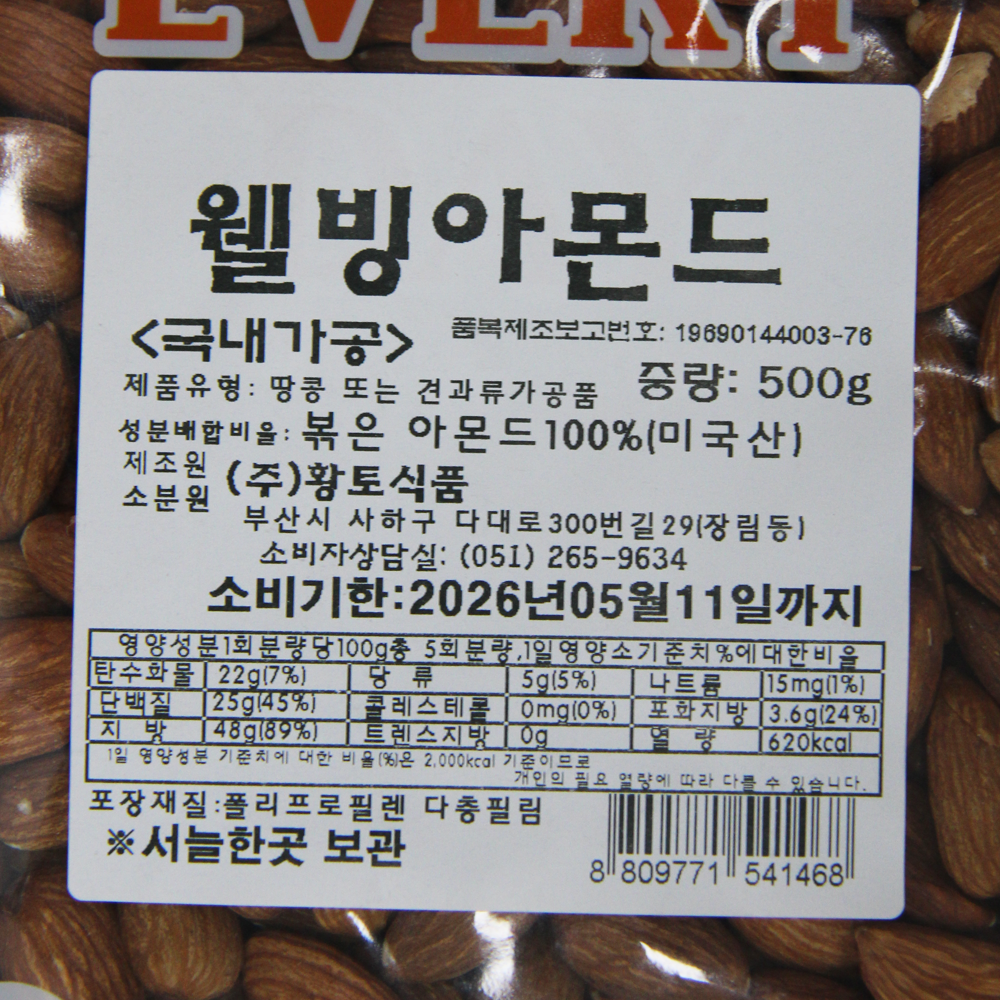 EVERY
웰빙아몬드
<국내가공> 품목제조보고번호: 19690144003-76
제품유형: 땅콩 또는 견과류가공품 중량: 500g
성분배합비율: 볶은 아몬드100%(미국산)
제조원
소분원 (주)황토식품
부산시 사하구 다대로300번길29(장림동)
소비자상담실: (051) 265-9634
소비기한:2026년05월11일까지
영양성분1회분량당100g총 5회분량,1일영양소기준치%에대한비율
탄수화물 22g(7%) 당 류 5g(5%) 나트륨 15mg(1%)
단백질 25g(45%) 콜레스테롤 0mg(0%) 포화지방 3.6g(24%)
지 방 48g(89%) 트렌스지방 0g 열 량 620kcal
1일 영양성분 기준치에 대한 비율(%)은 2,000kcal 기준이므로
개인의 필요 열량에 따라 다를 수 있습니다.
포장재질:폴리프로필렌 다층필림
※서늘한곳 보관
8 809771 541468